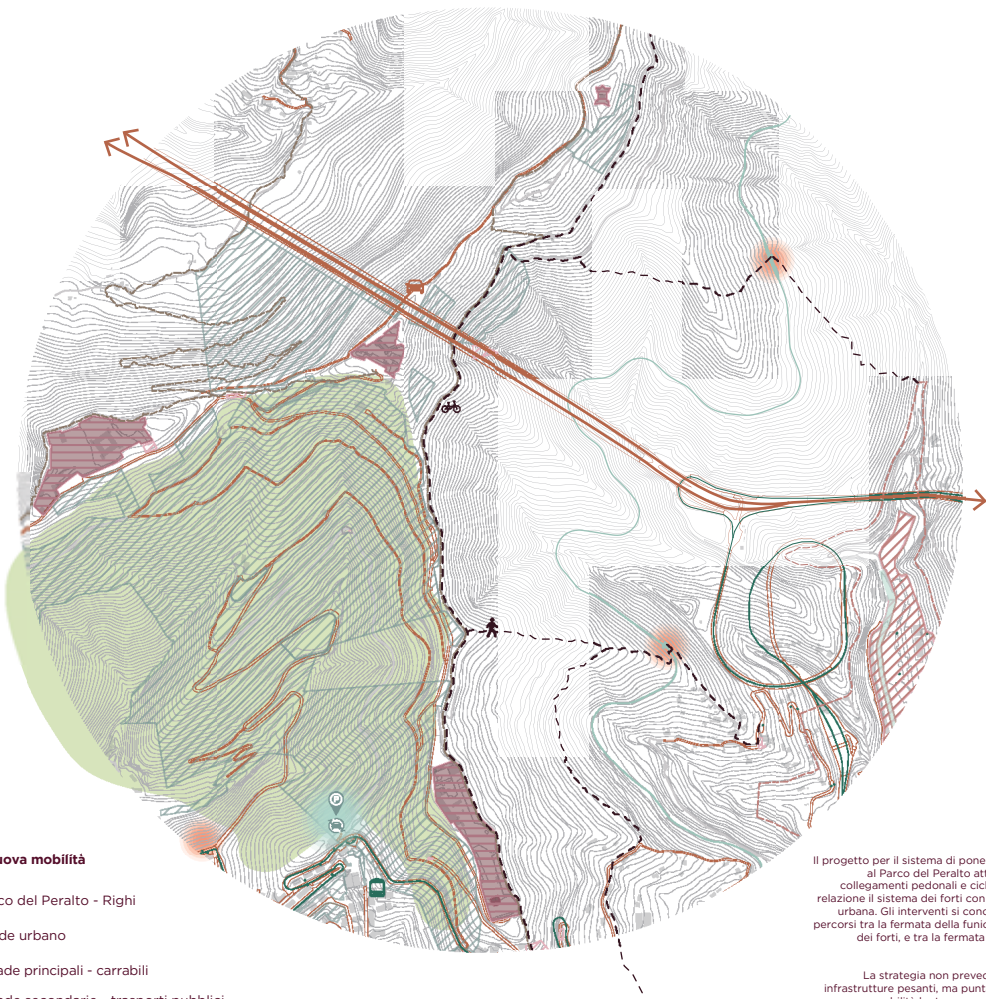 uova mobilità
co del Peralto - Righi
de urbano
ade principali - carrabili
P
Il progetto per il sistema di pone
al Parco del Peralto att
collegamenti pedonali e cicl
relazione il sistema dei forti con
urbana. Gli interventi si conc
percorsi tra la fermata della funic
dei forti, e tra la fermata
La strategia non preved
infrastrutture pesanti, ma punt